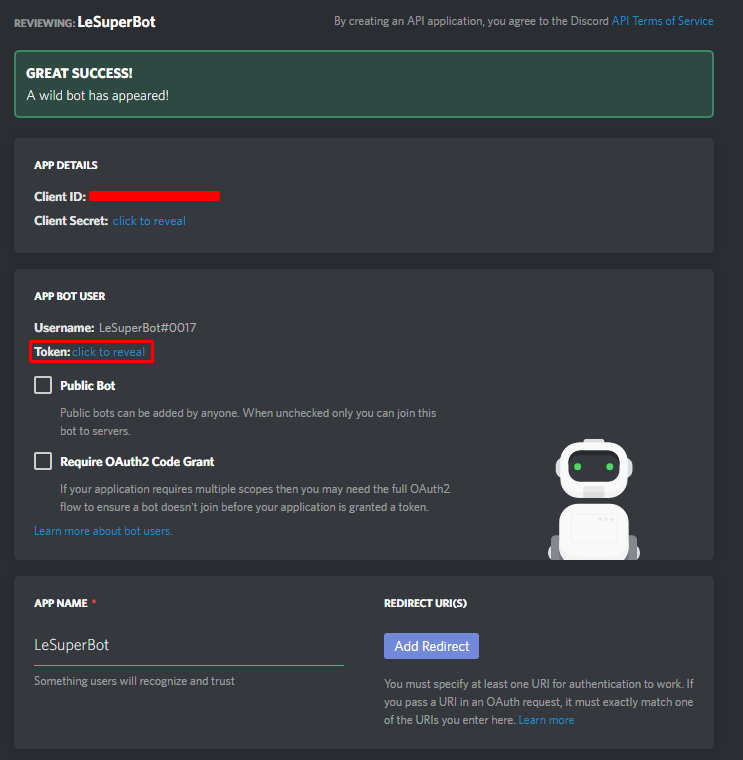 REVIEWING: LeSuperBot
By creating an API application, you agree to the Discord API Terms of Service
GREAT SUCCESS!
A wild bot has appeared!
APP DETAILS
Client ID:
Client Secret: click to reveal
APP BOT USER
Username: LeSuperBot#0017
Token: click to reveal
Public Bot
Public bots can be added by anyone. When unchecked only you can join this
bot to servers.
Require OAuth2 Code Grant
If your application requires multiple scopes then you may need the full OAuth2
flow to ensure a bot doesn't join before your application is granted a token.
Learn more about bot users.
APP NAME *
LeSuperBot
Something users will recognize and trust
REDIRECT URI(S)
Add Redirect
You must specify at least one URI for authentication to work. If
you pass a URI in an OAuth request, it must exactly match one
of the URIs you enter here. Learn more